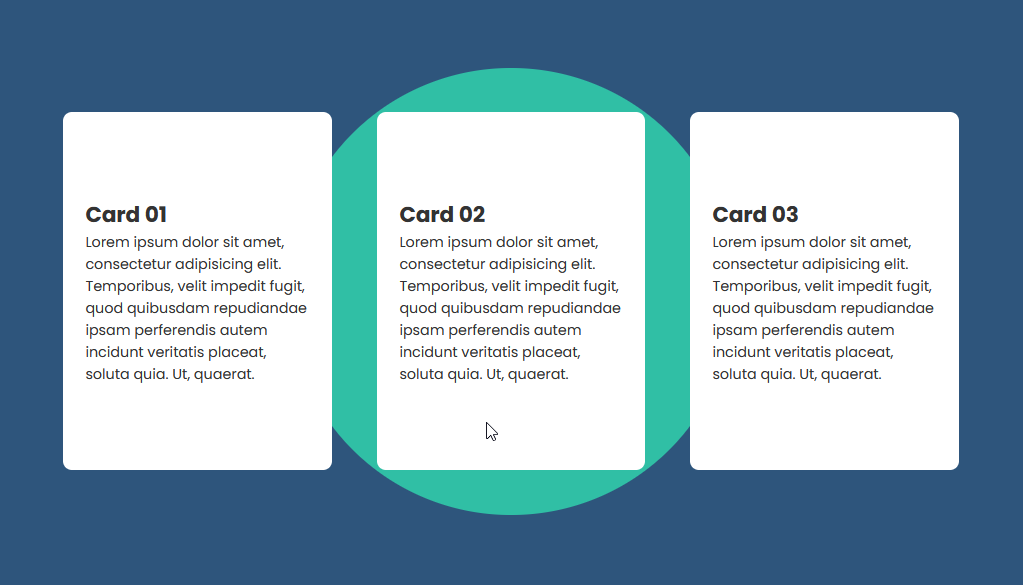 Card 01
Lorem ipsum dolor sit amet,
consectetur adipisicing elit.
Temporibus, velit impedit fugit,
quod quibusdam repudiandae
ipsam perferendis autem
incidunt veritatis placeat,
soluta quia. Ut, quaerat.
Card 02
Lorem ipsum dolor sit amet,
consectetur adipisicing elit.
Temporibus, velit impedit fugit,
quod quibusdam repudiandae
ipsam perferendis autem
incidunt veritatis placeat,
soluta quia. Ut, quaerat.
Card 03
Lorem ipsum dolor sit amet,
consectetur adipisicing elit.
Temporibus, velit impedit fugit,
quod quibusdam repudiandae
ipsam perferendis autem
incidunt veritatis placeat,
soluta quia. Ut, quaerat.